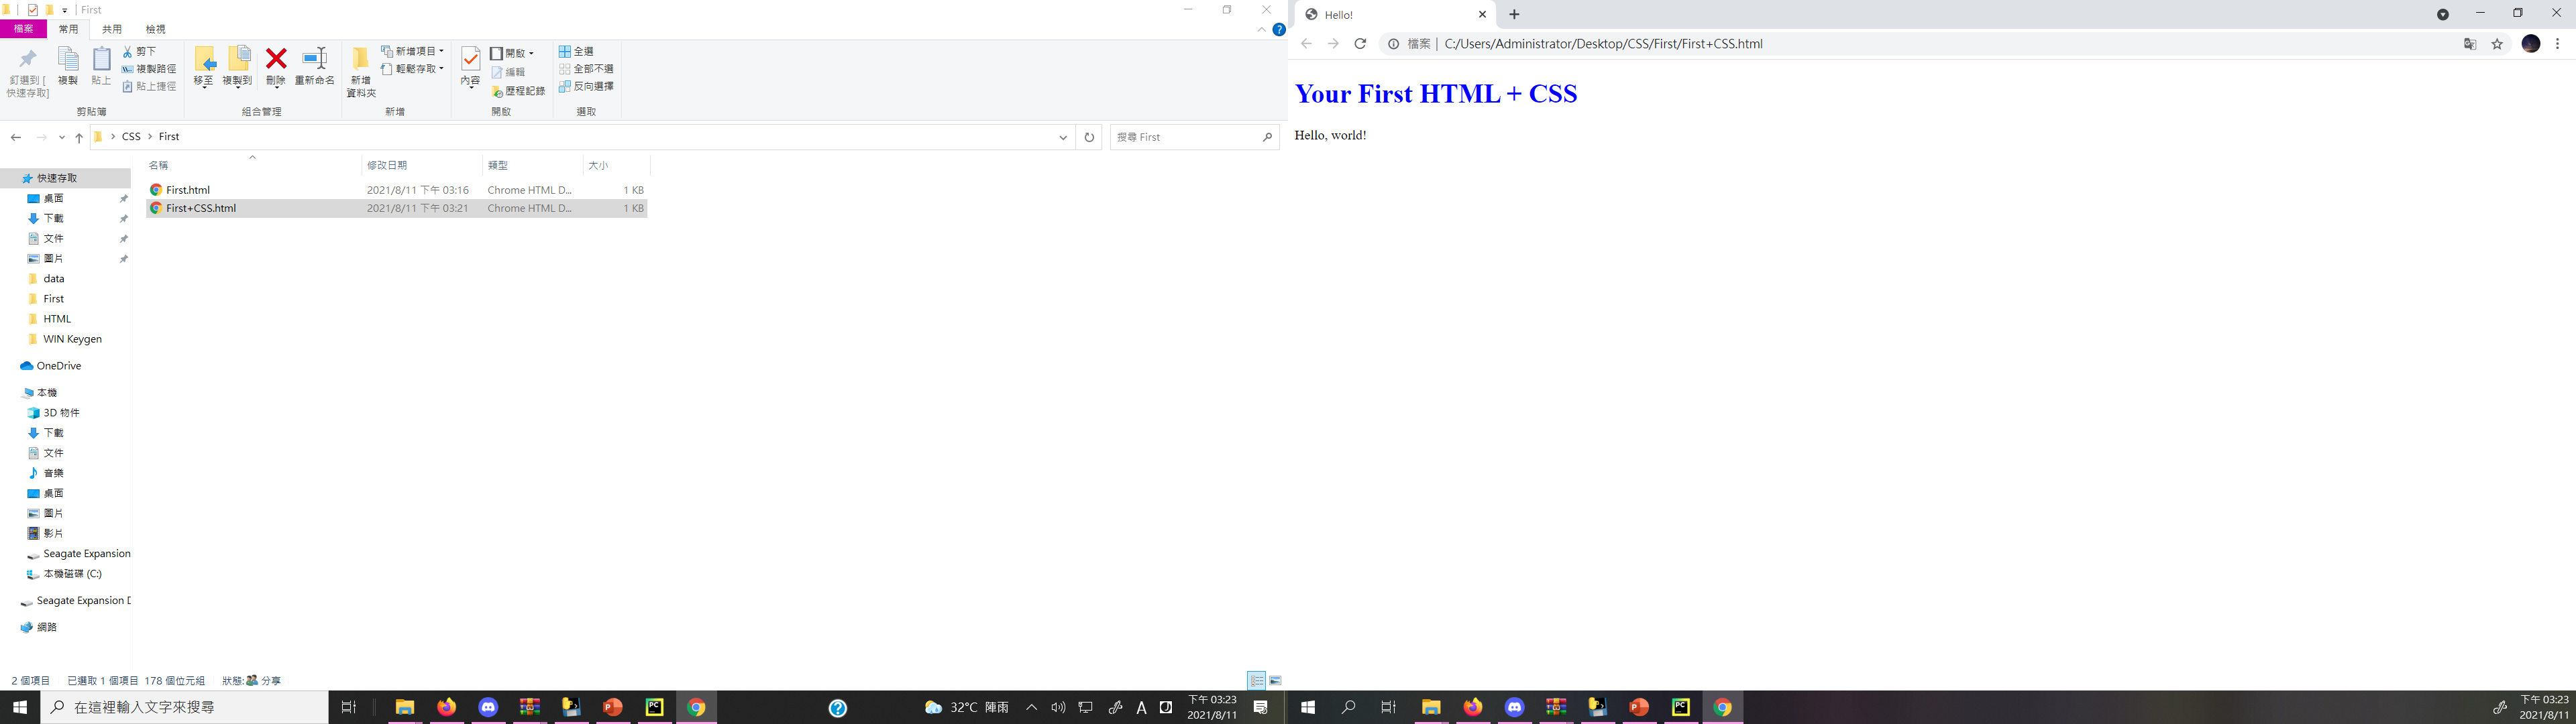 First
檔案 常用 共用 檢視
釘選到 [
快速存取]
複製
貼上
剪下
複製路徑
貼上捷徑
剪貼簿
移至
複製到
刪除
重新命名
組合管理
新增
資料夾
新增項目
輕鬆存取
新增
內容
開啟
編輯
歷程記錄
開啟
全選
全部不選
反向選擇
選取
CSS First
搜尋 First
名稱 修改日期 類型 大小
First.html 2021/8/11 下午 03:16 Chrome HTML D... 1 KB
First+CSS.html 2021/8/11 下午 03:21 Chrome HTML D... 1 KB
快速存取
桌面
下載
文件
圖片
data
First
HTML
WIN Keygen
OneDrive
本機
3D 物件
下載
文件
音樂
桌面
圖片
影片
Seagate Expansion
本機磁碟 (C:)
Seagate Expansion D
網路
2 個項目 已選取 1 個項目 178 個位元組 狀態: 分享
在這裡輸入文字來搜尋
32°C 陣雨
A
下午 03:23
2021/8/11
Hello!
檔案 | C:/Users/Administrator/Desktop/CSS/First/First+CSS.html
Your First HTML + CSS
Hello, world!
下午 03:23
2021/8/11